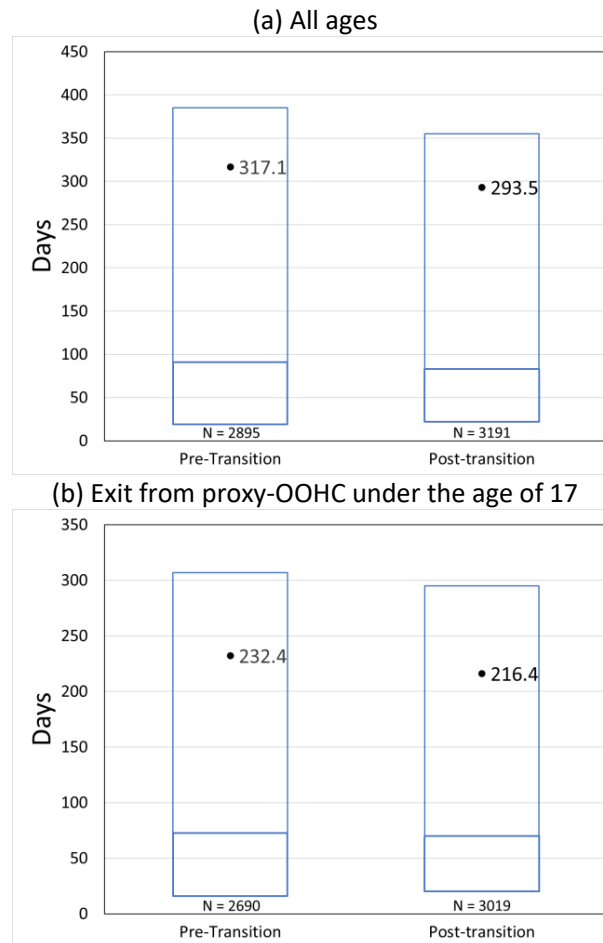 (a) All ages
450
400
350
300
250
200
150
100
50
0
Days
317.1
293.5
N = 2895
N = 3191
Pre-Transition
Post-transition
(b) Exit from proxy-OOHC under the age of 17
350
300
250
200
150
100
50
0
Days
232.4
216.4
N = 2690
N = 3019
Pre-Transition
Post-transition